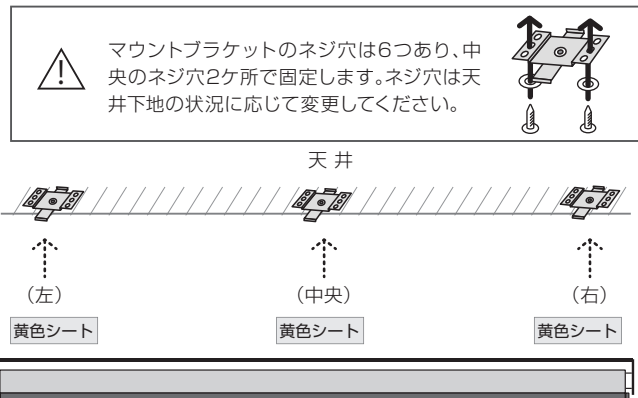 マウントブラケットのネジ穴は6つあり、中
央のネジ穴2ケ所で固定します。ネジ穴は天
井下地の状況に応じて変更してください。
天 井
（左）
（中央）
（右）
黄色シート
黄色シート
黄色シート